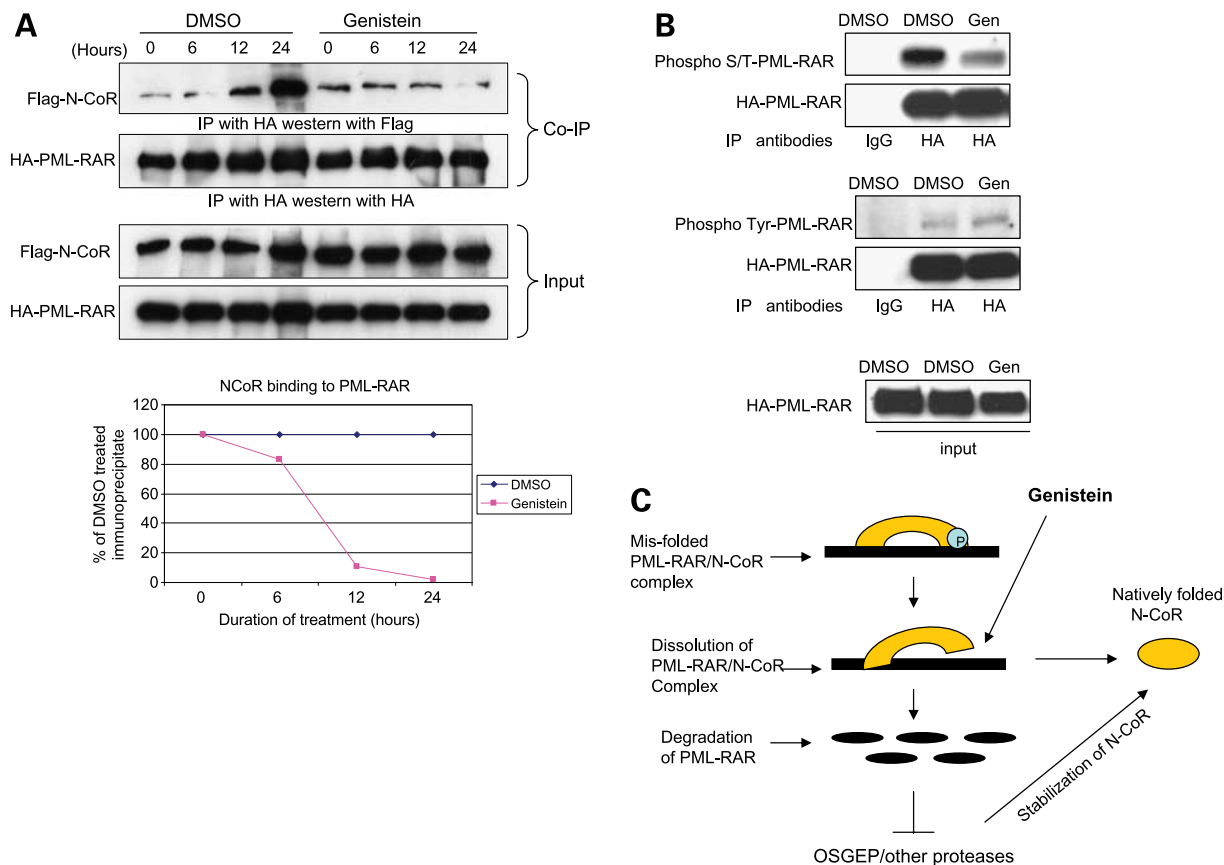 A
DMSO Genistein
(Hours) 0 6 12 24 0 6 12 24
Flag-N-CoR
IP with HA western with Flag
HA-PML-RAR
IP with HA western with HA
Co-IP
Flag-N-CoR
HA-PML-RAR
Input
NCoR binding to PML-RAR
% of DMSO treated
immunoprecipitate
120
100
80
60
40
20
0
0 6 12 24
Duration of treatment (hours)
DMSO
Genistein
B
DMSO DMSO Gen
Phospho S/T-PML-RAR
HA-PML-RAR
IP antibodies IgG HA HA
DMSO DMSO Gen
Phospho Tyr-PML-RAR
HA-PML-RAR
IP antibodies IgG HA HA
DMSO DMSO Gen
HA-PML-RAR
input
C
Genistein
Mis-folded
PML-RAR/N-CoR
complex
P
Natively folded
N-CoR
Dissolution of
PML-RAR/N-CoR
Complex
Degradation
of PML-RAR
Stabilization of N-CoR
OSGEP/other proteases